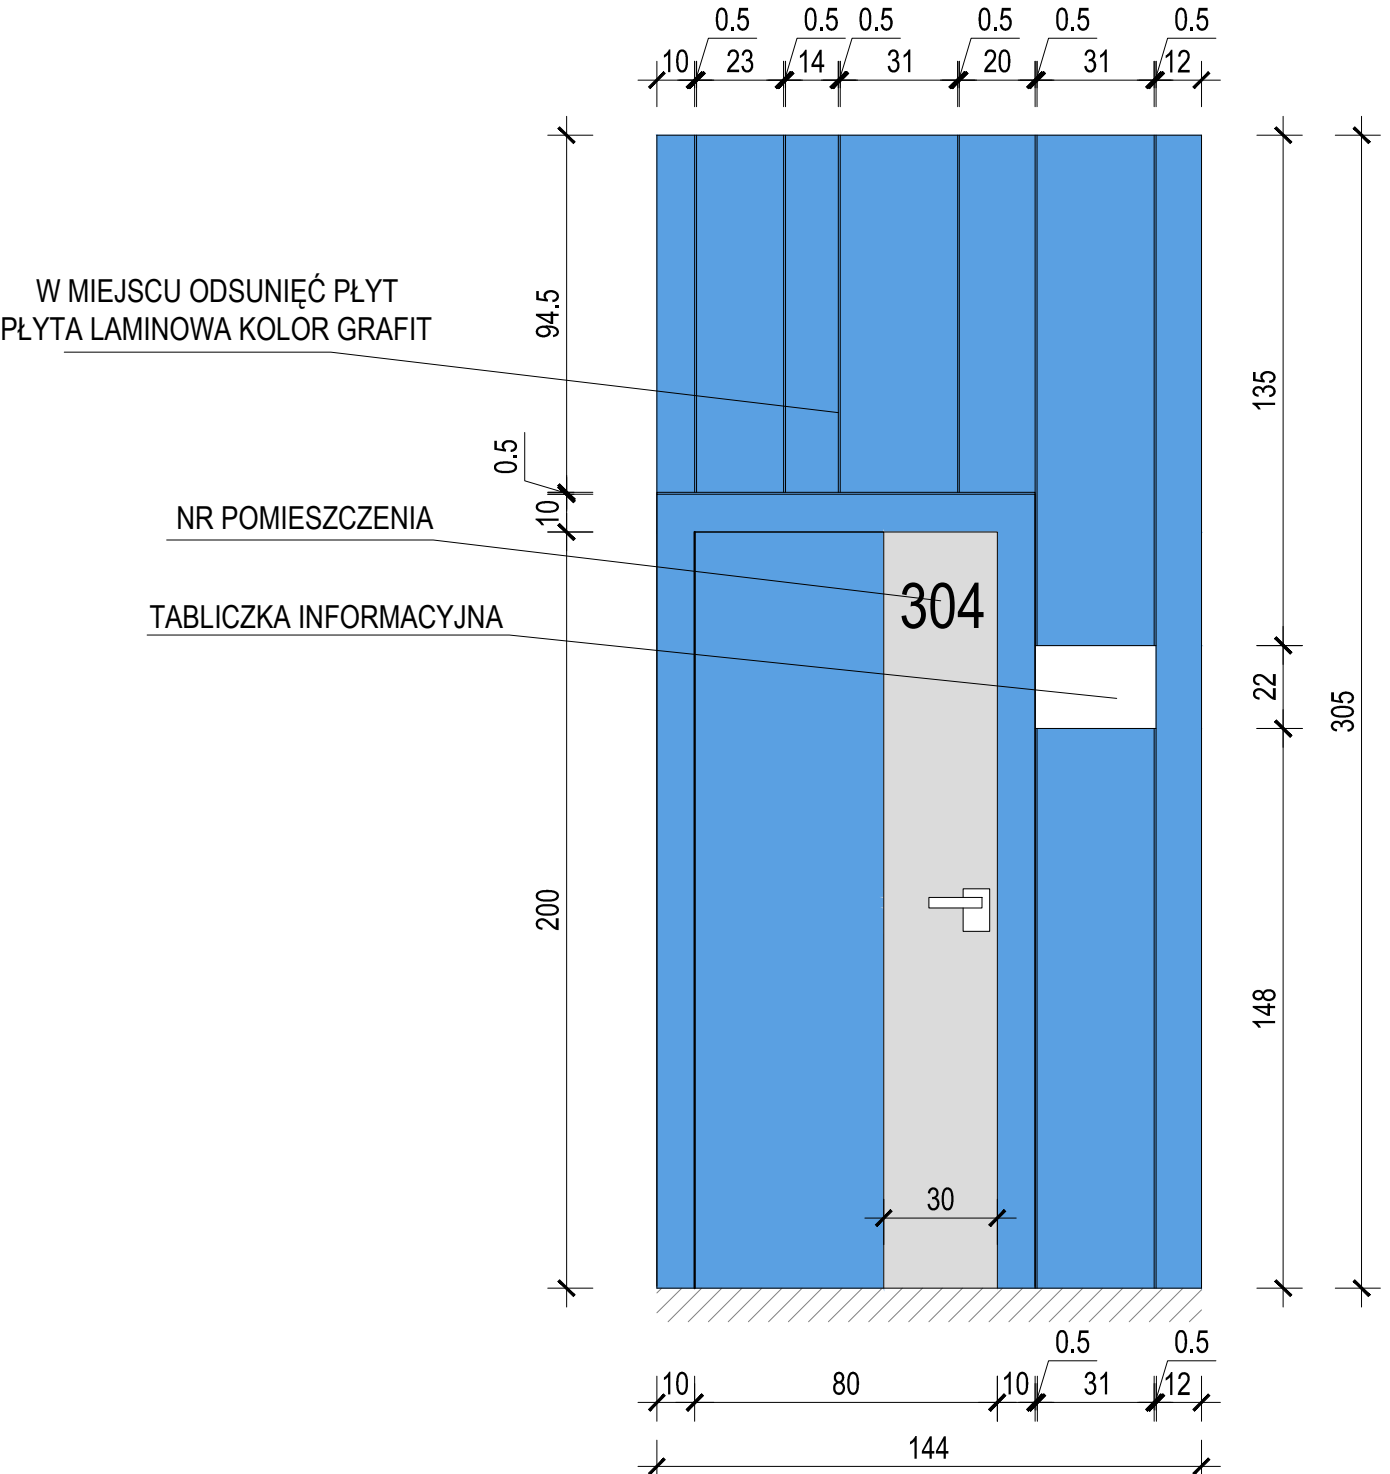 0.5 0.5 0.5 0.5 0.5 0.5
10 23 14 31 20 31 12
W MIEJSCU ODSUNIĘĆ PŁYT
PŁYTA LAMINOWA KOLOR GRAFIT
94.5
135
0.5
10
NR POMIESZCZENIA
304
TABLICZKA INFORMACYJNA
22
305
200
148
30
0.5 0.5
10 80 10 31 12
144